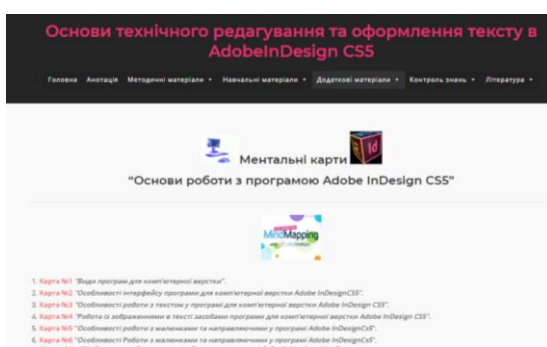 Основи технічного редагування та оформлення тексту в
AdobeInDesign CS5
Головна Анотація Методичні матеріали Навчальні матеріали Додаткові матеріали Контроль знань Література
Ментальні карти
Id
“Основи роботи з програмою Adobe InDesign CS5”
MindMapping
1. Карта №1 "Види програм для комп'ютерної верстки".
2. Карта №2 "Особливості інтерфейсу програми для комп'ютерної верстки Adobe InDesignCS5".
3. Карта №3 "Особливості роботи з текстом у програмі для комп'ютерної верстки Adobe InDesign CS5".
4. Карта №4 "Робота із зображеннями в тексті засобами програми для комп'ютерної верстки Adobe InDesign CS5".
5. Карта №5 "Особливості роботи з малюнками та направляючими у програмі Adobe InDesignCs5".
6. Карта №6 "Особливості Роботи з малюнками та направляючими у програмі Adobe InDesignCs5".